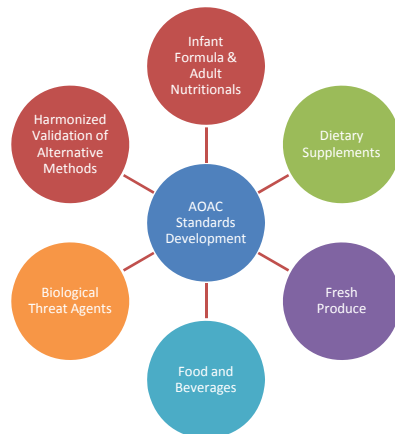 Infant
Formula &
Adult
Nutritionals
Harmonized
Validation of
Alternative
Methods
Dietary
Supplements
AOAC
Standards
Development
Biological
Threat Agents
Fresh
Produce
Food and
Beverages